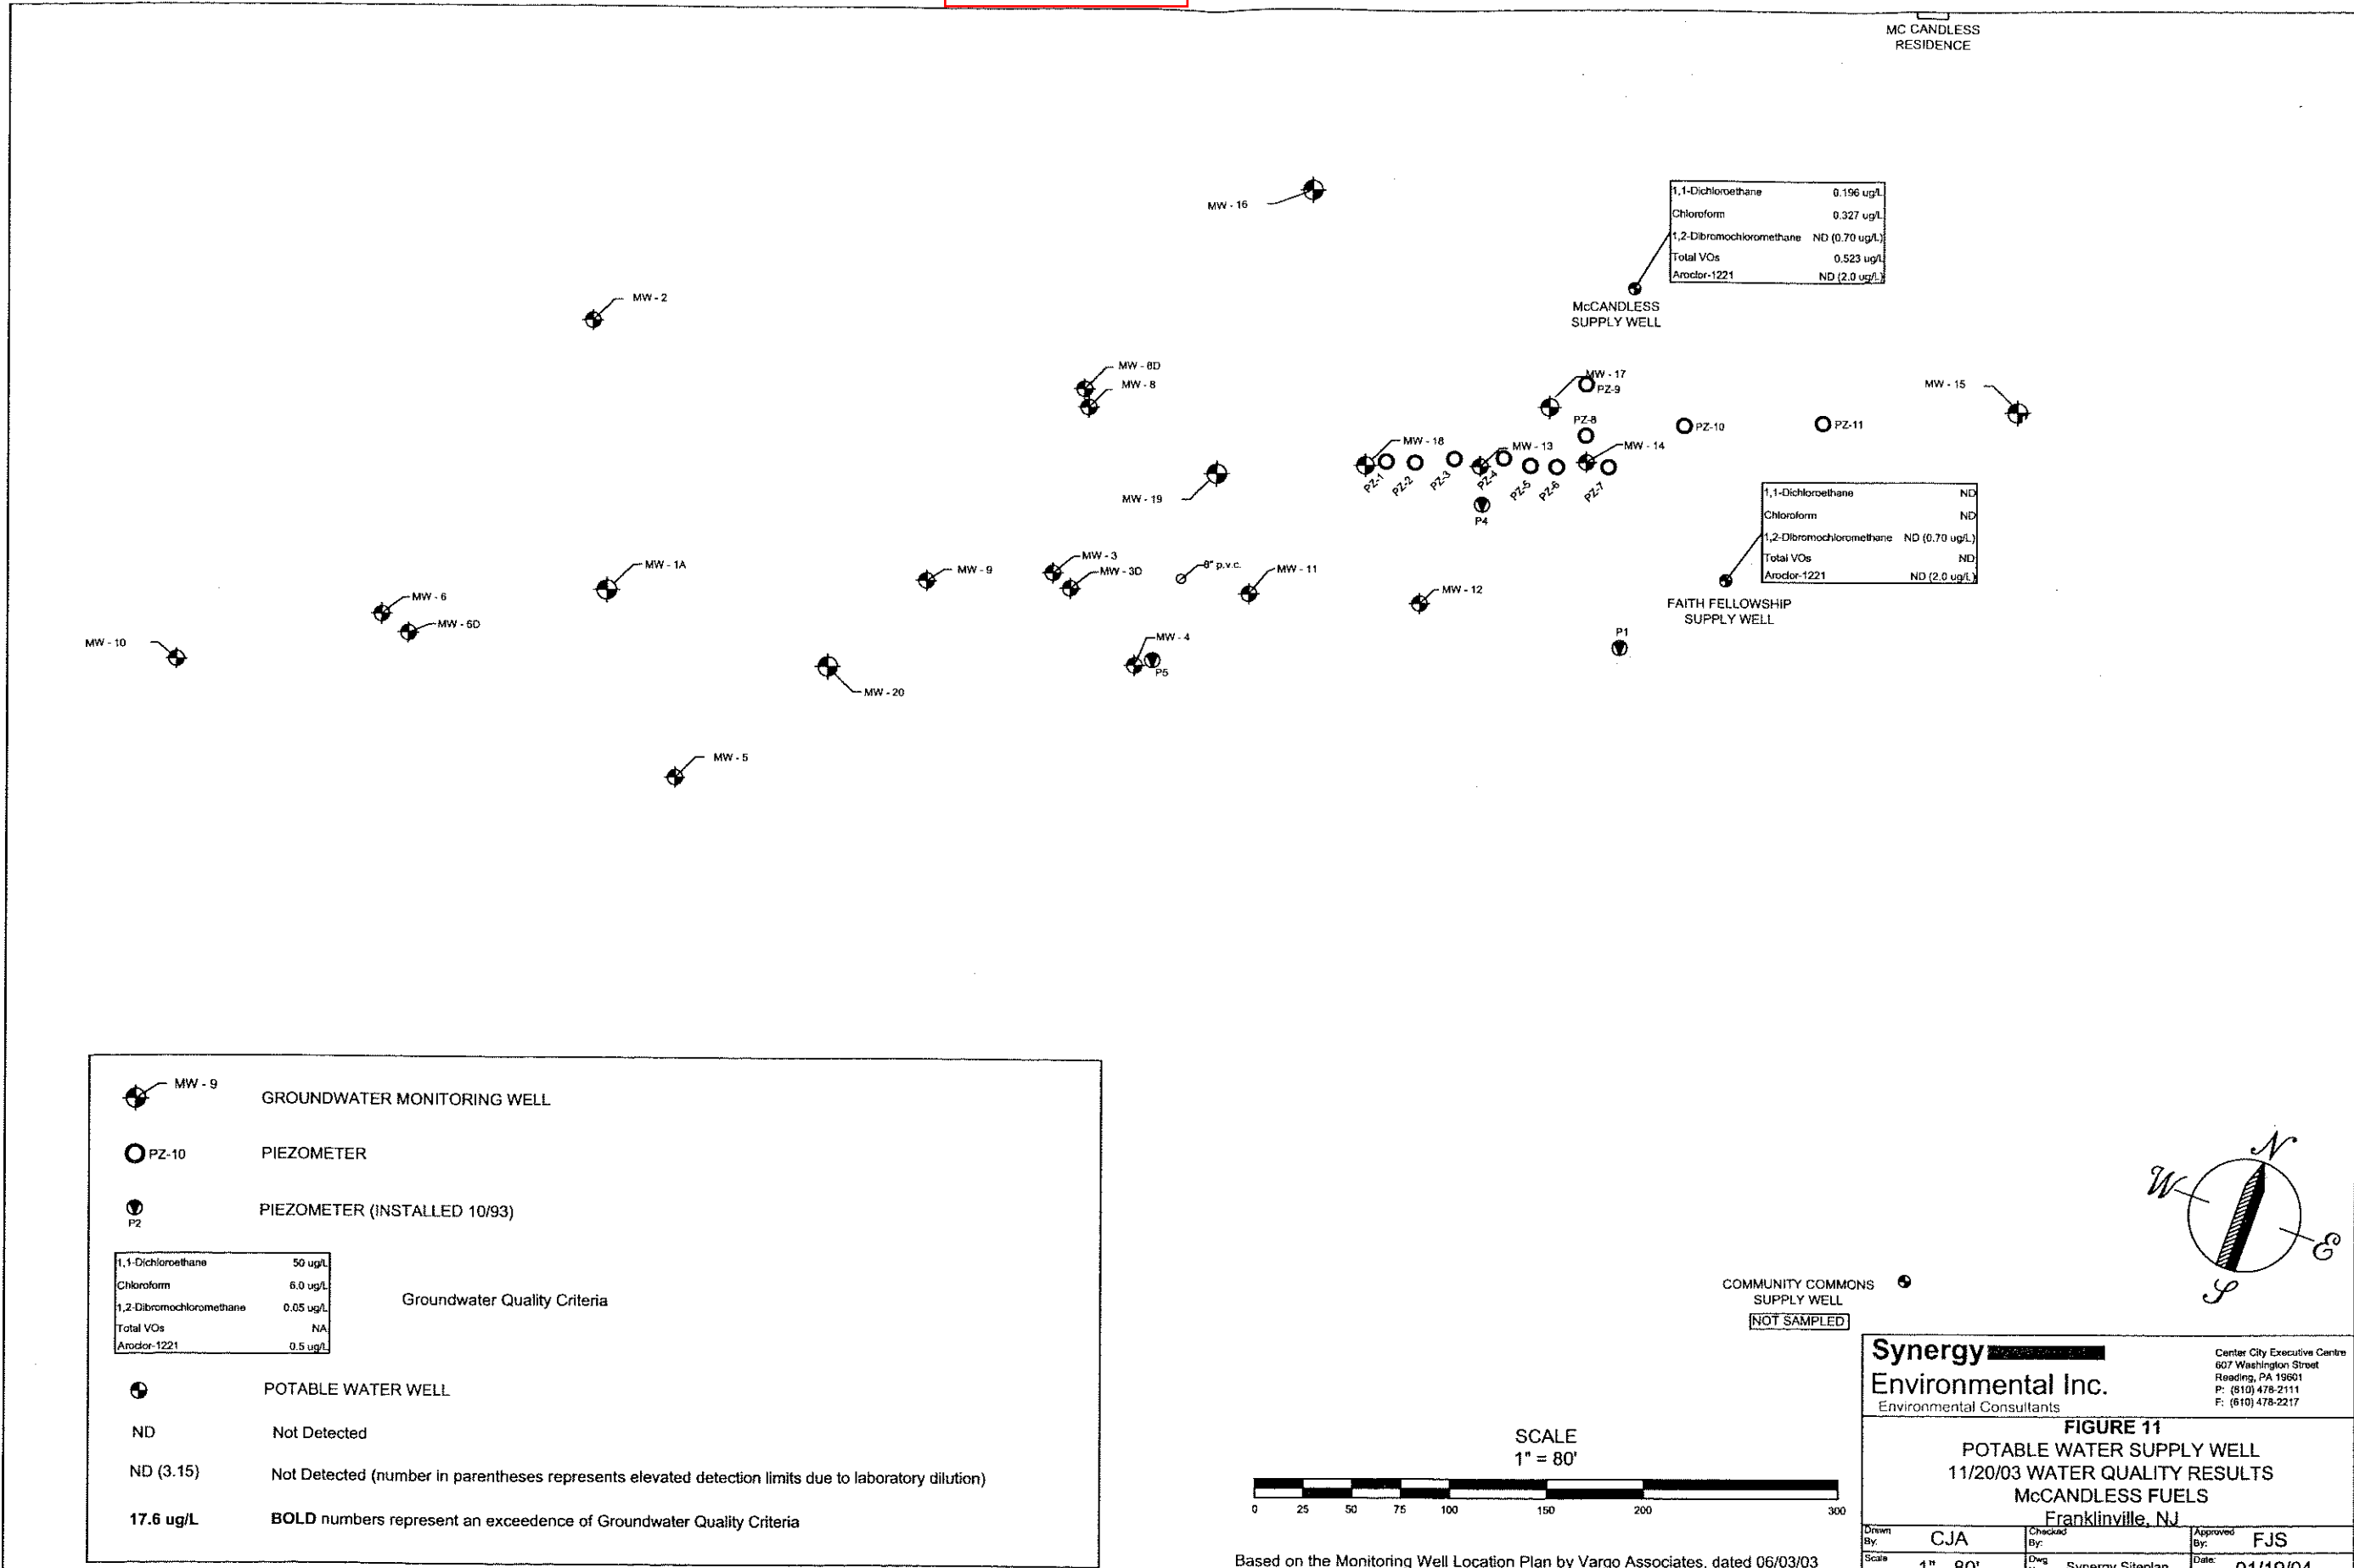 MC CANDLESS
RESIDENCE
MW - 16
1,1-Dichloroethane 0.196 ug/L
Chloroform 0.327 ug/L
1,2-Dibromochloromethane ND (0.70 ug/L)
Total VOs 0.523 ug/L
Aroclor-1221 ND (2.0 ug/L)
McCANDLESS
SUPPLY WELL
MW - 2
MW - 8D
MW - 8
MW - 17
PZ-9
MW - 15
PZ-8
PZ-10
PZ-11
MW - 18
MW - 13
MW - 14
PZ-1
PZ-2
PZ-3
PZ-4
PZ-5
PZ-6
PZ-7
MW - 19
P4
1,1-Dichloroethane ND
Chloroform ND
1,2-Dibromochloromethane ND (0.70 ug/L)
Total VOs ND
Aroclor-1221 ND (2.0 ug/L)
FAITH FELLOWSHIP
SUPPLY WELL
MW - 1A
MW - 9
MW - 3
MW - 3D
8" p.v.c.
MW - 11
MW - 12
MW - 6
MW - 6D
MW - 10
MW - 4
P5
P1
MW - 20
MW - 5
MW - 9 GROUNDWATER MONITORING WELL
PZ-10 PIEZOMETER
P2 PIEZOMETER (INSTALLED 10/93)
1,1-Dichloroethane 50 ug/L
Chloroform 6.0 ug/L
1,2-Dibromochloromethane 0.05 ug/L
Total VOs NA
Aroclor-1221 0.5 ug/L
Groundwater Quality Criteria
POTABLE WATER WELL
ND Not Detected
ND (3.15) Not Detected (number in parentheses represents elevated detection limits due to laboratory dilution)
17.6 ug/L BOLD numbers represent an exceedence of Groundwater Quality Criteria
N
W
E
S
COMMUNITY COMMONS
SUPPLY WELL
NOT SAMPLED
SCALE
1" = 80'
0 25 50 75 100 150 200 300
Based on the Monitoring Well Location Plan by Vargo Associates, dated 06/03/03
Synergy
Environmental Inc.
Environmental Consultants
Center City Executive Centre
607 Washington Street
Reading, PA 19601
P: (610) 478-2111
F: (610) 478-2217
FIGURE 11
POTABLE WATER SUPPLY WELL
11/20/03 WATER QUALITY RESULTS
McCANDLESS FUELS
Franklinville, NJ
Drawn By: CJA
Checked By:
Approved By: FJS
Scale 1" 80'
Dwg Synergy Siteplan
Date: 01/19/04